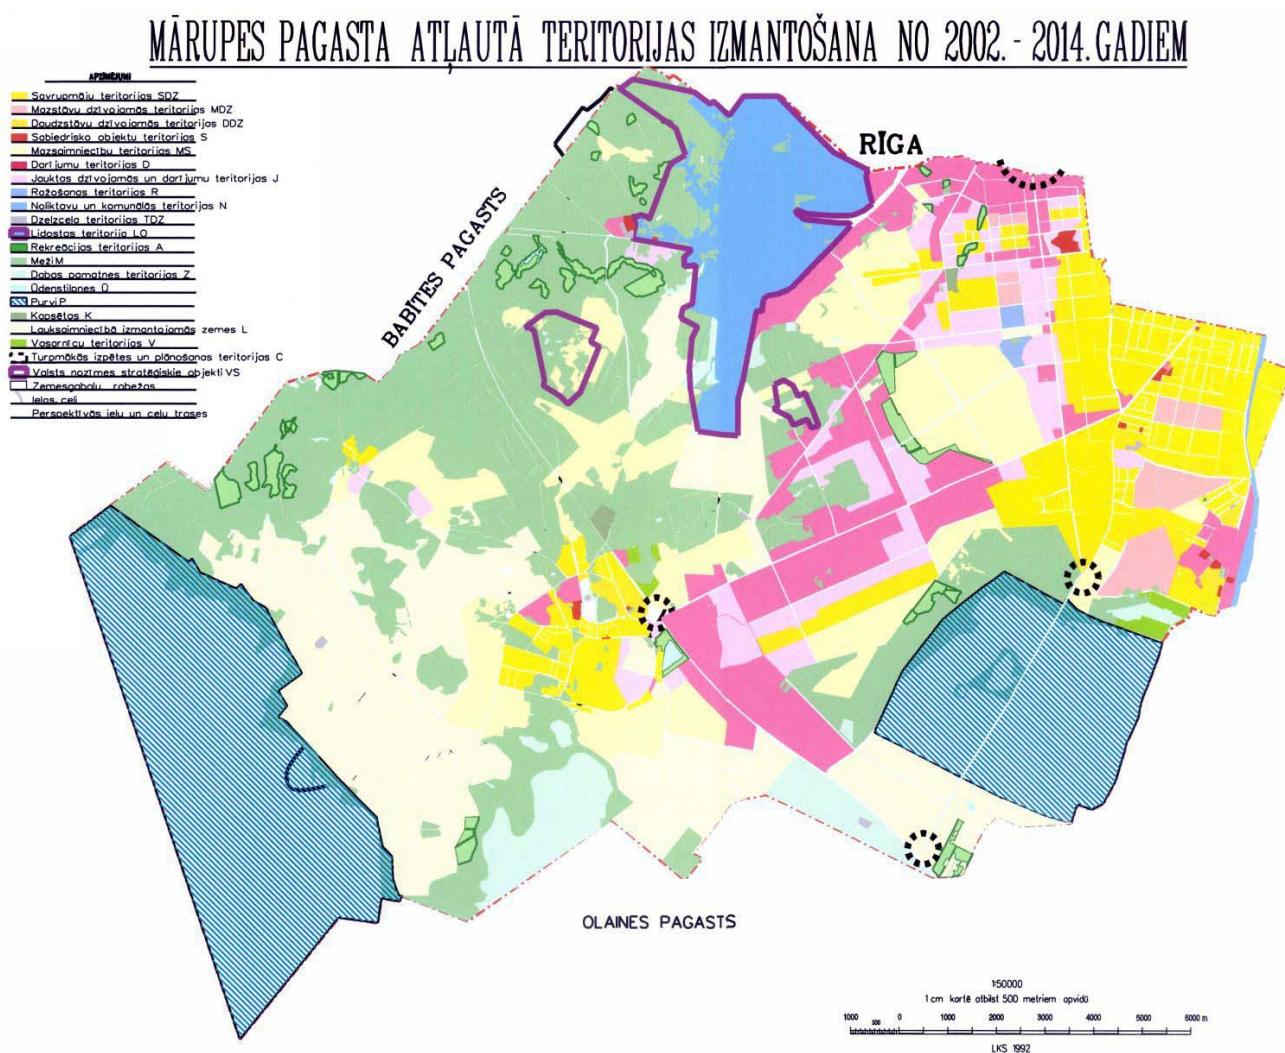 MĀRUPES PAGASTA ATĻAUTĀ TERITORIJAS IZMANTOŠANA NO 2002. - 2014. GADIEM
APZĪMĒJUMI
Savrupmāju teritorijas SDZ
Mazstāvu dzīvojamās teritorijas MDZ
Daudzstāvu dzīvojamās teritorijas DDZ
Sabiedrisko objektu teritorijas S
Mazsaimniecību teritorijas MS
Darījumu teritorijas D
Jauktas dzīvojamās un darījumu teritorijas J
Ražošanas teritorijas R
Noliktavu un komunālās teritorijas N
Dzelzceļa teritorijas TDZ
Lidostas teritorija LO
Rekreācijas teritorijas A
Meži M
Dabas pamatnes teritorijas Z
Ūdenstilpnes Ū
Purvi P
Kapsētas K
Lauksaimniecībā izmantojamās zemes L
Vasarnīcu teritorijas V
Turpmākās izpētes un plānošanas teritorijas C
Valsts nozīmes stratēģiskie objekti VS
Zemesgabalu robežas
Ielas, ceļi
Perspektīvās ielu un ceļu trases
RĪGA
BABĪTES PAGASTS
OLAINES PAGASTS
1:50000
1 cm kartē atbilst 500 metriem apvidū
1000 500 0 1000 2000 3000 4000 5000 6000 m
LKS 1992